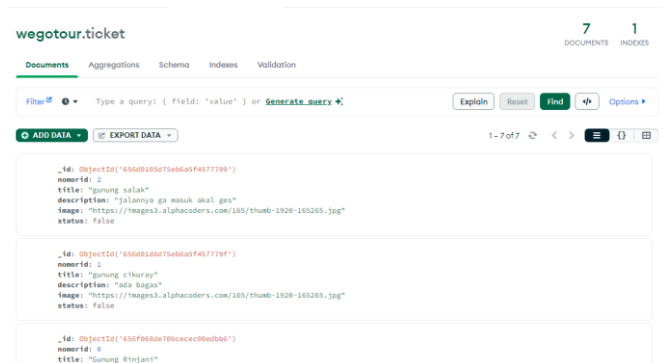 wegotour.ticket
7 1
DOCUMENTS INDEXES
Documents Aggregations Schema Indexes Validation
Filter Type a query: { field: 'value' } or Generate query Explain Reset Find </> Options
ADD DATA EXPORT DATA 1–7 of 7 {}
_id: ObjectId('656d0105d75eb6a5f4577799')
nomorid: 2
title: "gunung salak"
description: "jalannya ga masuk akal ges"
image: "https://images3.alphacoders.com/165/thumb-1920-165265.jpg"
status: false
_id: ObjectId('656d01d6d75eb6a5f457779f')
nomorid: 1
title: "gunung cikuray"
description: "ada bagas"
image: "https://images3.alphacoders.com/165/thumb-1920-165265.jpg"
status: false
_id: ObjectId('656f068de70bcecec00edbb6')
nomorid: 8
title: "Gunung Rinjani"